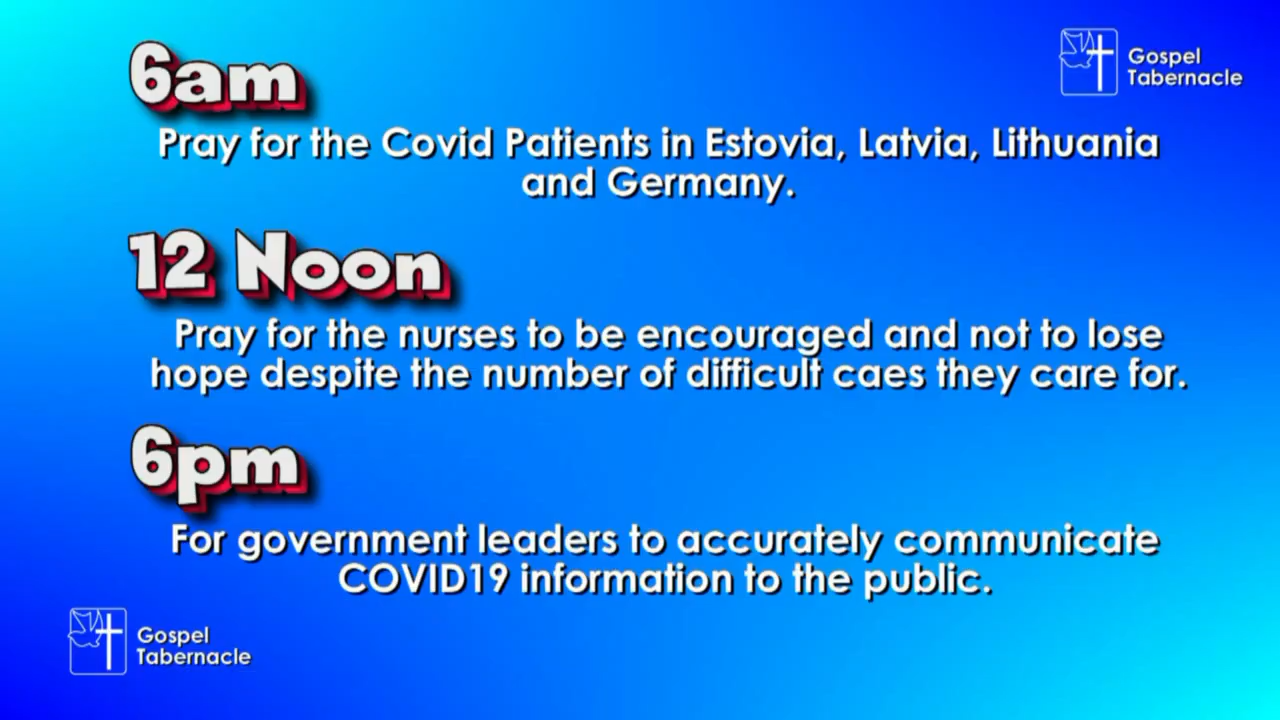 6am
Gospel
Tabernacle
Pray for the Covid Patients in Estovia, Latvia, Lithuania
and Germany.
12 Noon
Pray for the nurses to be encouraged and not to lose
hope despite the number of difficult caes they care for.
6pm
For government leaders to accurately communicate
COVID19 information to the public.
Gospel
Tabernacle